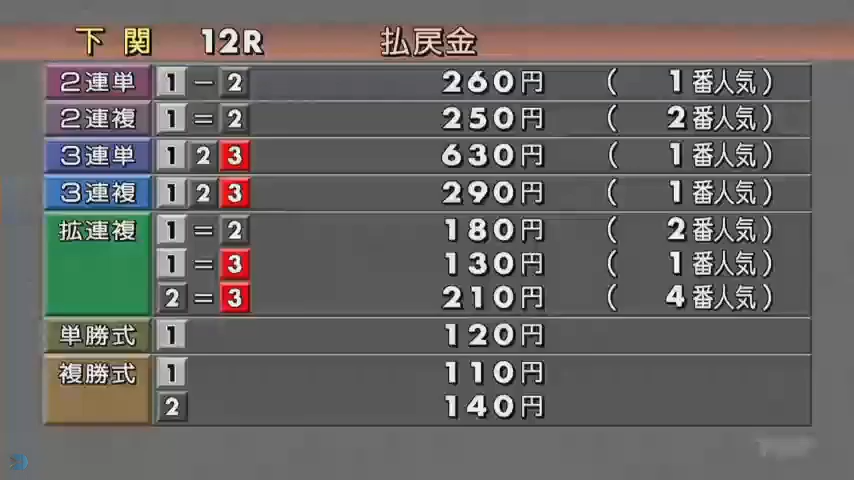 下関 12R 払戻金
2連単 1 - 2 260円 ( 1番人気)
2連複 1 = 2 250円 ( 2番人気)
3連単 1 2 3 630円 ( 1番人気)
3連複 1 2 3 290円 ( 1番人気)
拡連複 1 = 2 180円 ( 2番人気)
1 = 3 130円 ( 1番人気)
2 = 3 210円 ( 4番人気)
単勝式 1 120円
複勝式 1 110円
2 140円